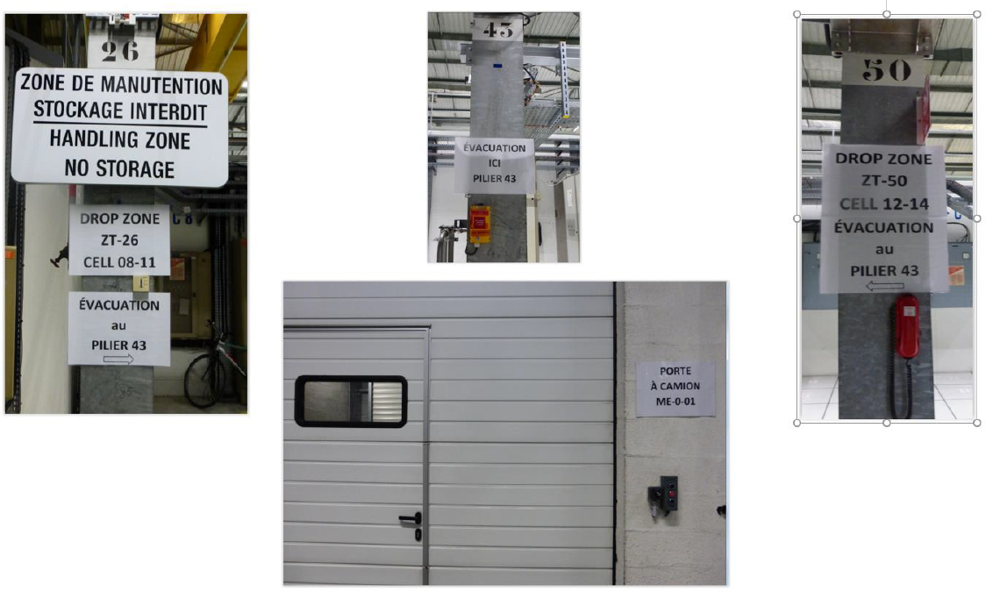 26
ZONE DE MANUTENTION
STOCKAGE INTERDIT
HANDLING ZONE
NO STORAGE
DROP ZONE
ZT-26
CELL 08-11
ÉVACUATION
au
PILIER 43
C 8
43
ÉVACUATION
ICI
PILIER 43
PORTE
À CAMION
ME-0-01
50
DROP ZONE
ZT-50
CELL 12-14
ÉVACUATION
au
PILIER 43